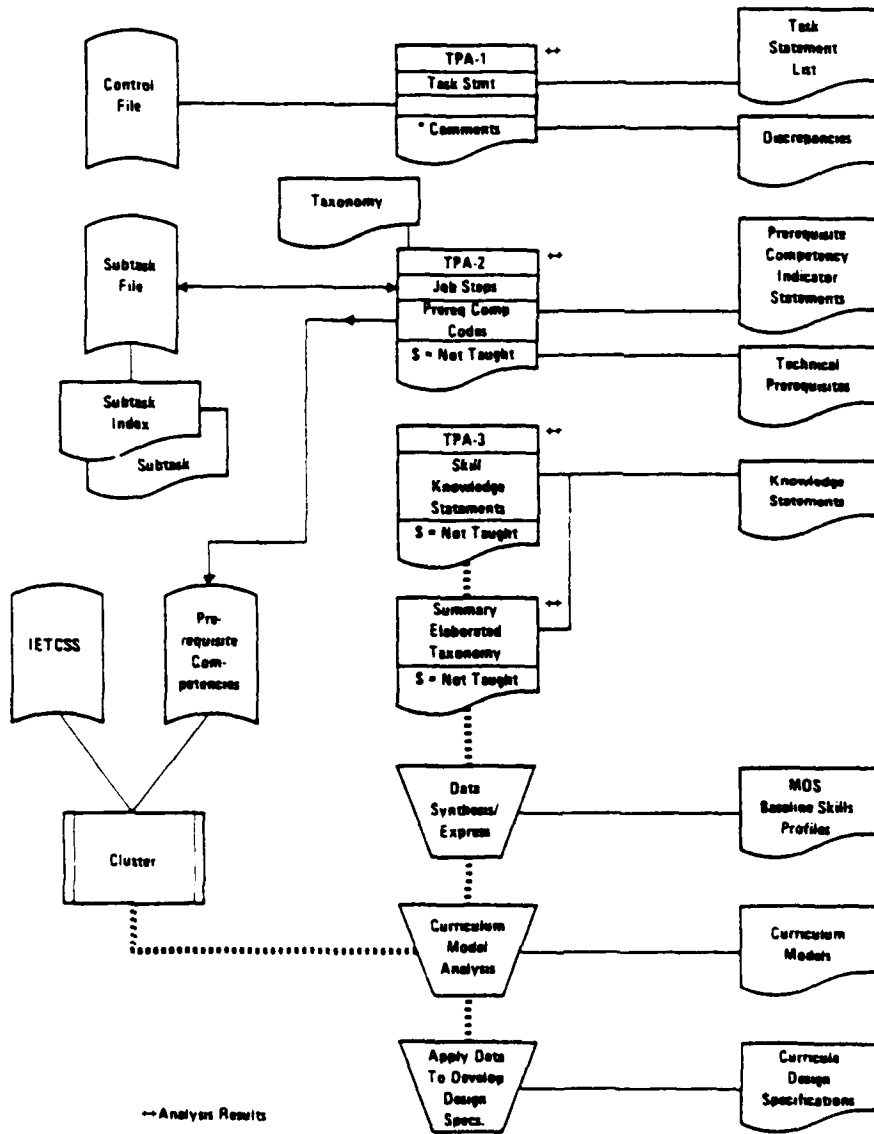 Control
File
TPA-1
↔
Task Stmt
* Comments
Task
Statement
List
Discrepancies
Taxonomy
Subtask
File
TPA-2
↔
Job Steps
Prereq Comp
Codes
$ = Not Taught
Prerequisite
Competency
Indicator
Statements
Technical
Prerequisites
Subtask
Index
Subtask
TPA-3
↔
Skill
Knowledge
Statements
$ = Not Taught
Knowledge
Statements
IETCSS
Pre-
requisite
Com-
petencies
Summary
↔
Elaborated
Taxonomy
$ = Not Taught
Data
Synthesis/
Express
MOS
Baseline Skills
Profiles
Cluster
Curriculum
Model
Analysis
Curriculum
Models
Apply Data
To Develop
Design
Specs.
Curricula
Design
Specifications
↔Analysis Results